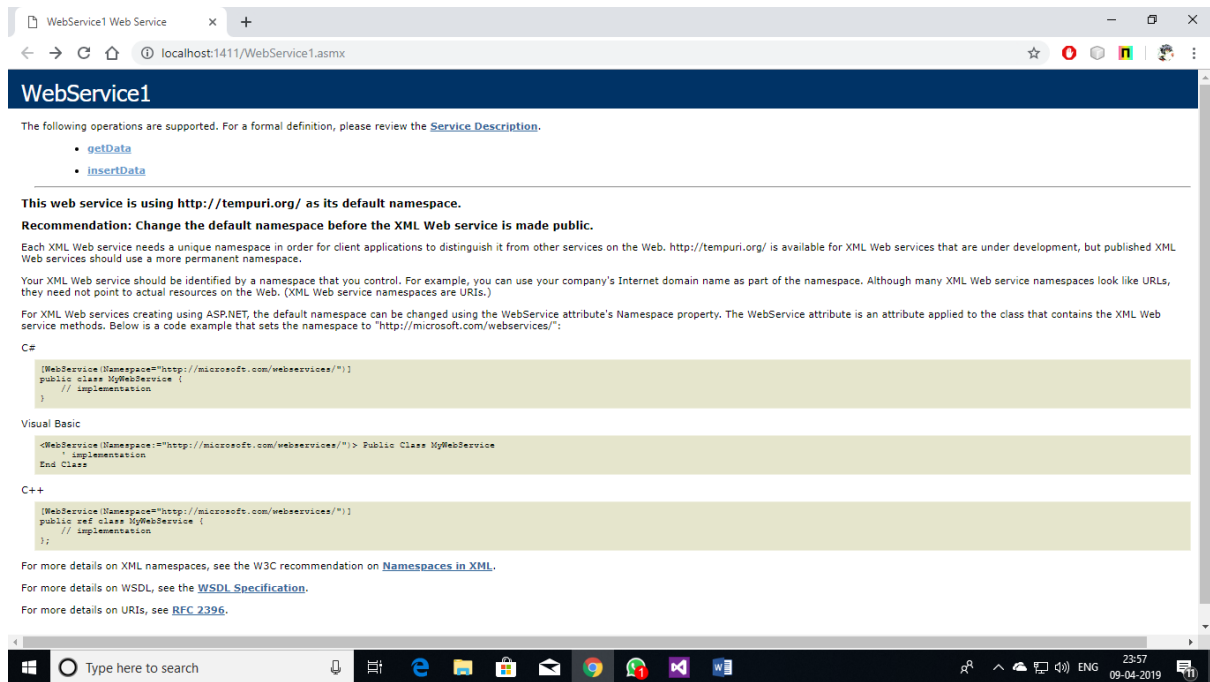 WebService1 Web Service
localhost:1411/WebService1.asmx
WebService1
The following operations are supported. For a formal definition, please review the Service Description.
getData
insertData
This web service is using http://tempuri.org/ as its default namespace.
Recommendation: Change the default namespace before the XML Web service is made public.
Each XML Web service needs a unique namespace in order for client applications to distinguish it from other services on the Web. http://tempuri.org/ is available for XML Web services that are under development, but published XML
Web services should use a more permanent namespace.
Your XML Web service should be identified by a namespace that you control. For example, you can use your company's Internet domain name as part of the namespace. Although many XML Web service namespaces look like URLs,
they need not point to actual resources on the Web. (XML Web service namespaces are URIs.)
For XML Web services creating using ASP.NET, the default namespace can be changed using the WebService attribute's Namespace property. The WebService attribute is an attribute applied to the class that contains the XML Web
service methods. Below is a code example that sets the namespace to "http://microsoft.com/webservices/":
C#
[WebService(Namespace="http://microsoft.com/webservices/")]
public class MyWebService {
// implementation
}
Visual Basic
<WebService(Namespace:="http://microsoft.com/webservices/")> Public Class MyWebService
' implementation
End Class
C++
[WebService(Namespace="http://microsoft.com/webservices/")]
public ref class MyWebService {
// implementation
};
For more details on XML namespaces, see the W3C recommendation on Namespaces in XML.
For more details on WSDL, see the WSDL Specification.
For more details on URIs, see RFC 2396.
Type here to search
ENG
23:57
09-04-2019
11